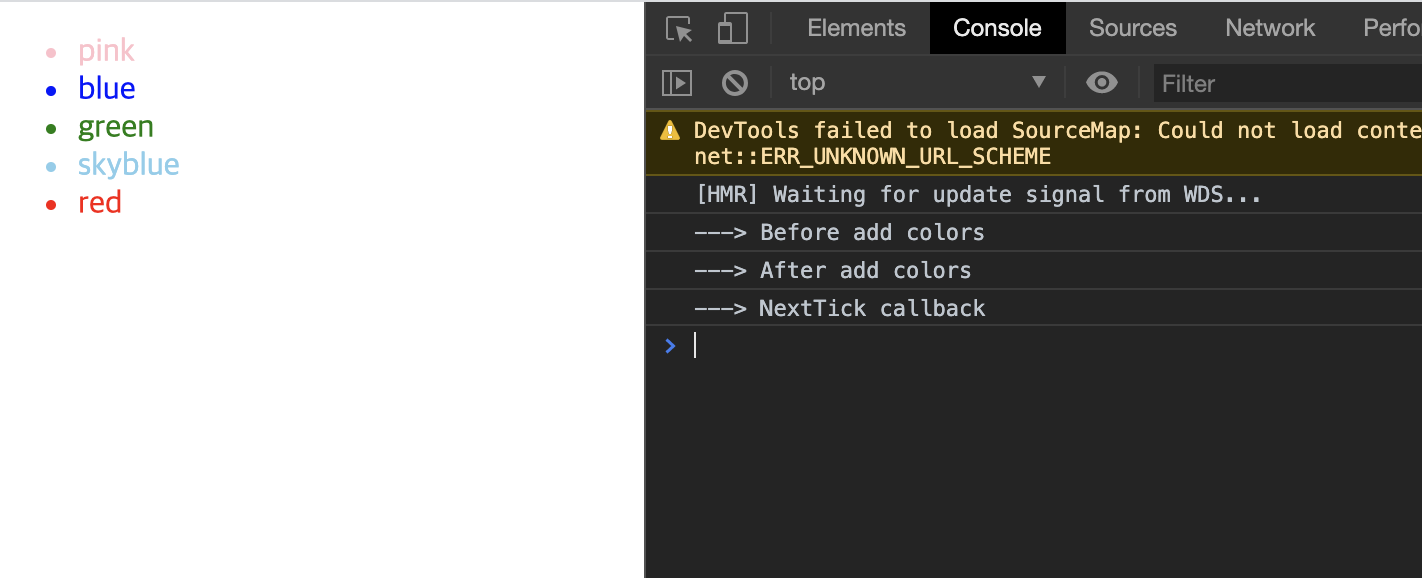 pink
blue
green
skyblue
red
Elements Console Sources Network Perfo
top Filter
DevTools failed to load SourceMap: Could not load conte
net::ERR_UNKNOWN_URL_SCHEME
[HMR] Waiting for update signal from WDS...
---> Before add colors
---> After add colors
---> NextTick callback
>